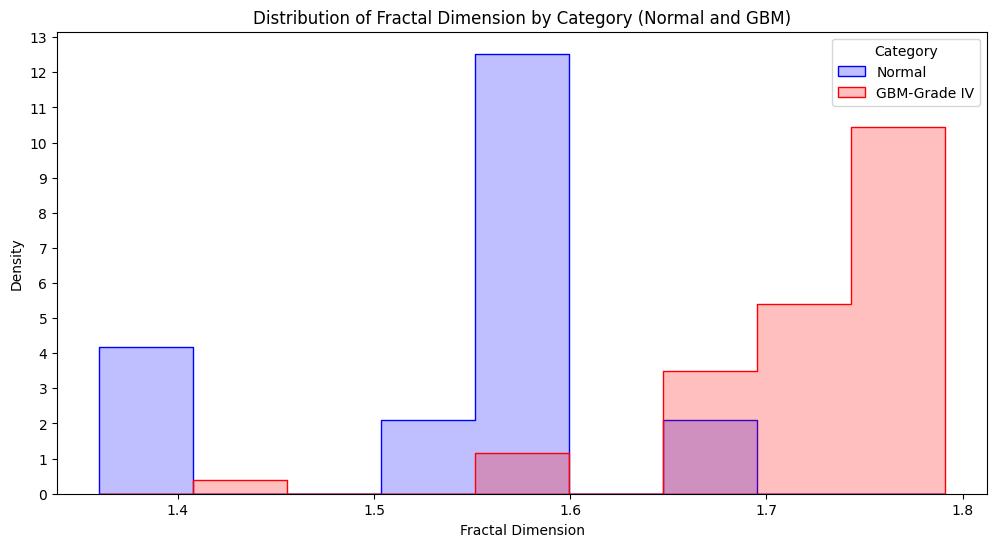 Distribution of Fractal Dimension by Category (Normal and GBM)
13
12
11
10
9
8
7
6
5
4
3
2
1
0
Density
Category
Normal
GBM-Grade IV
1.4 1.5 1.6 1.7 1.8
Fractal Dimension